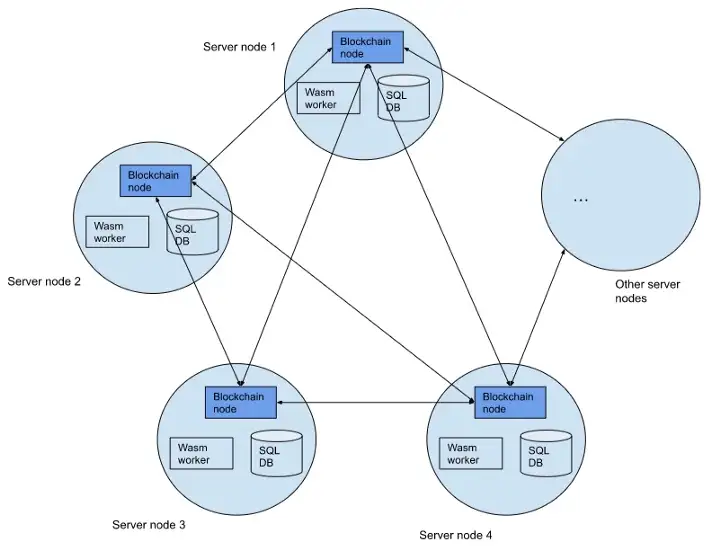 Server node 1
Blockchain
node
Wasm
worker
SQL
DB
Blockchain
node
Wasm
worker
SQL
DB
Server node 2
...
Other server
nodes
Blockchain
node
Wasm
worker
SQL
DB
Server node 3
Blockchain
node
Wasm
worker
SQL
DB
Server node 4